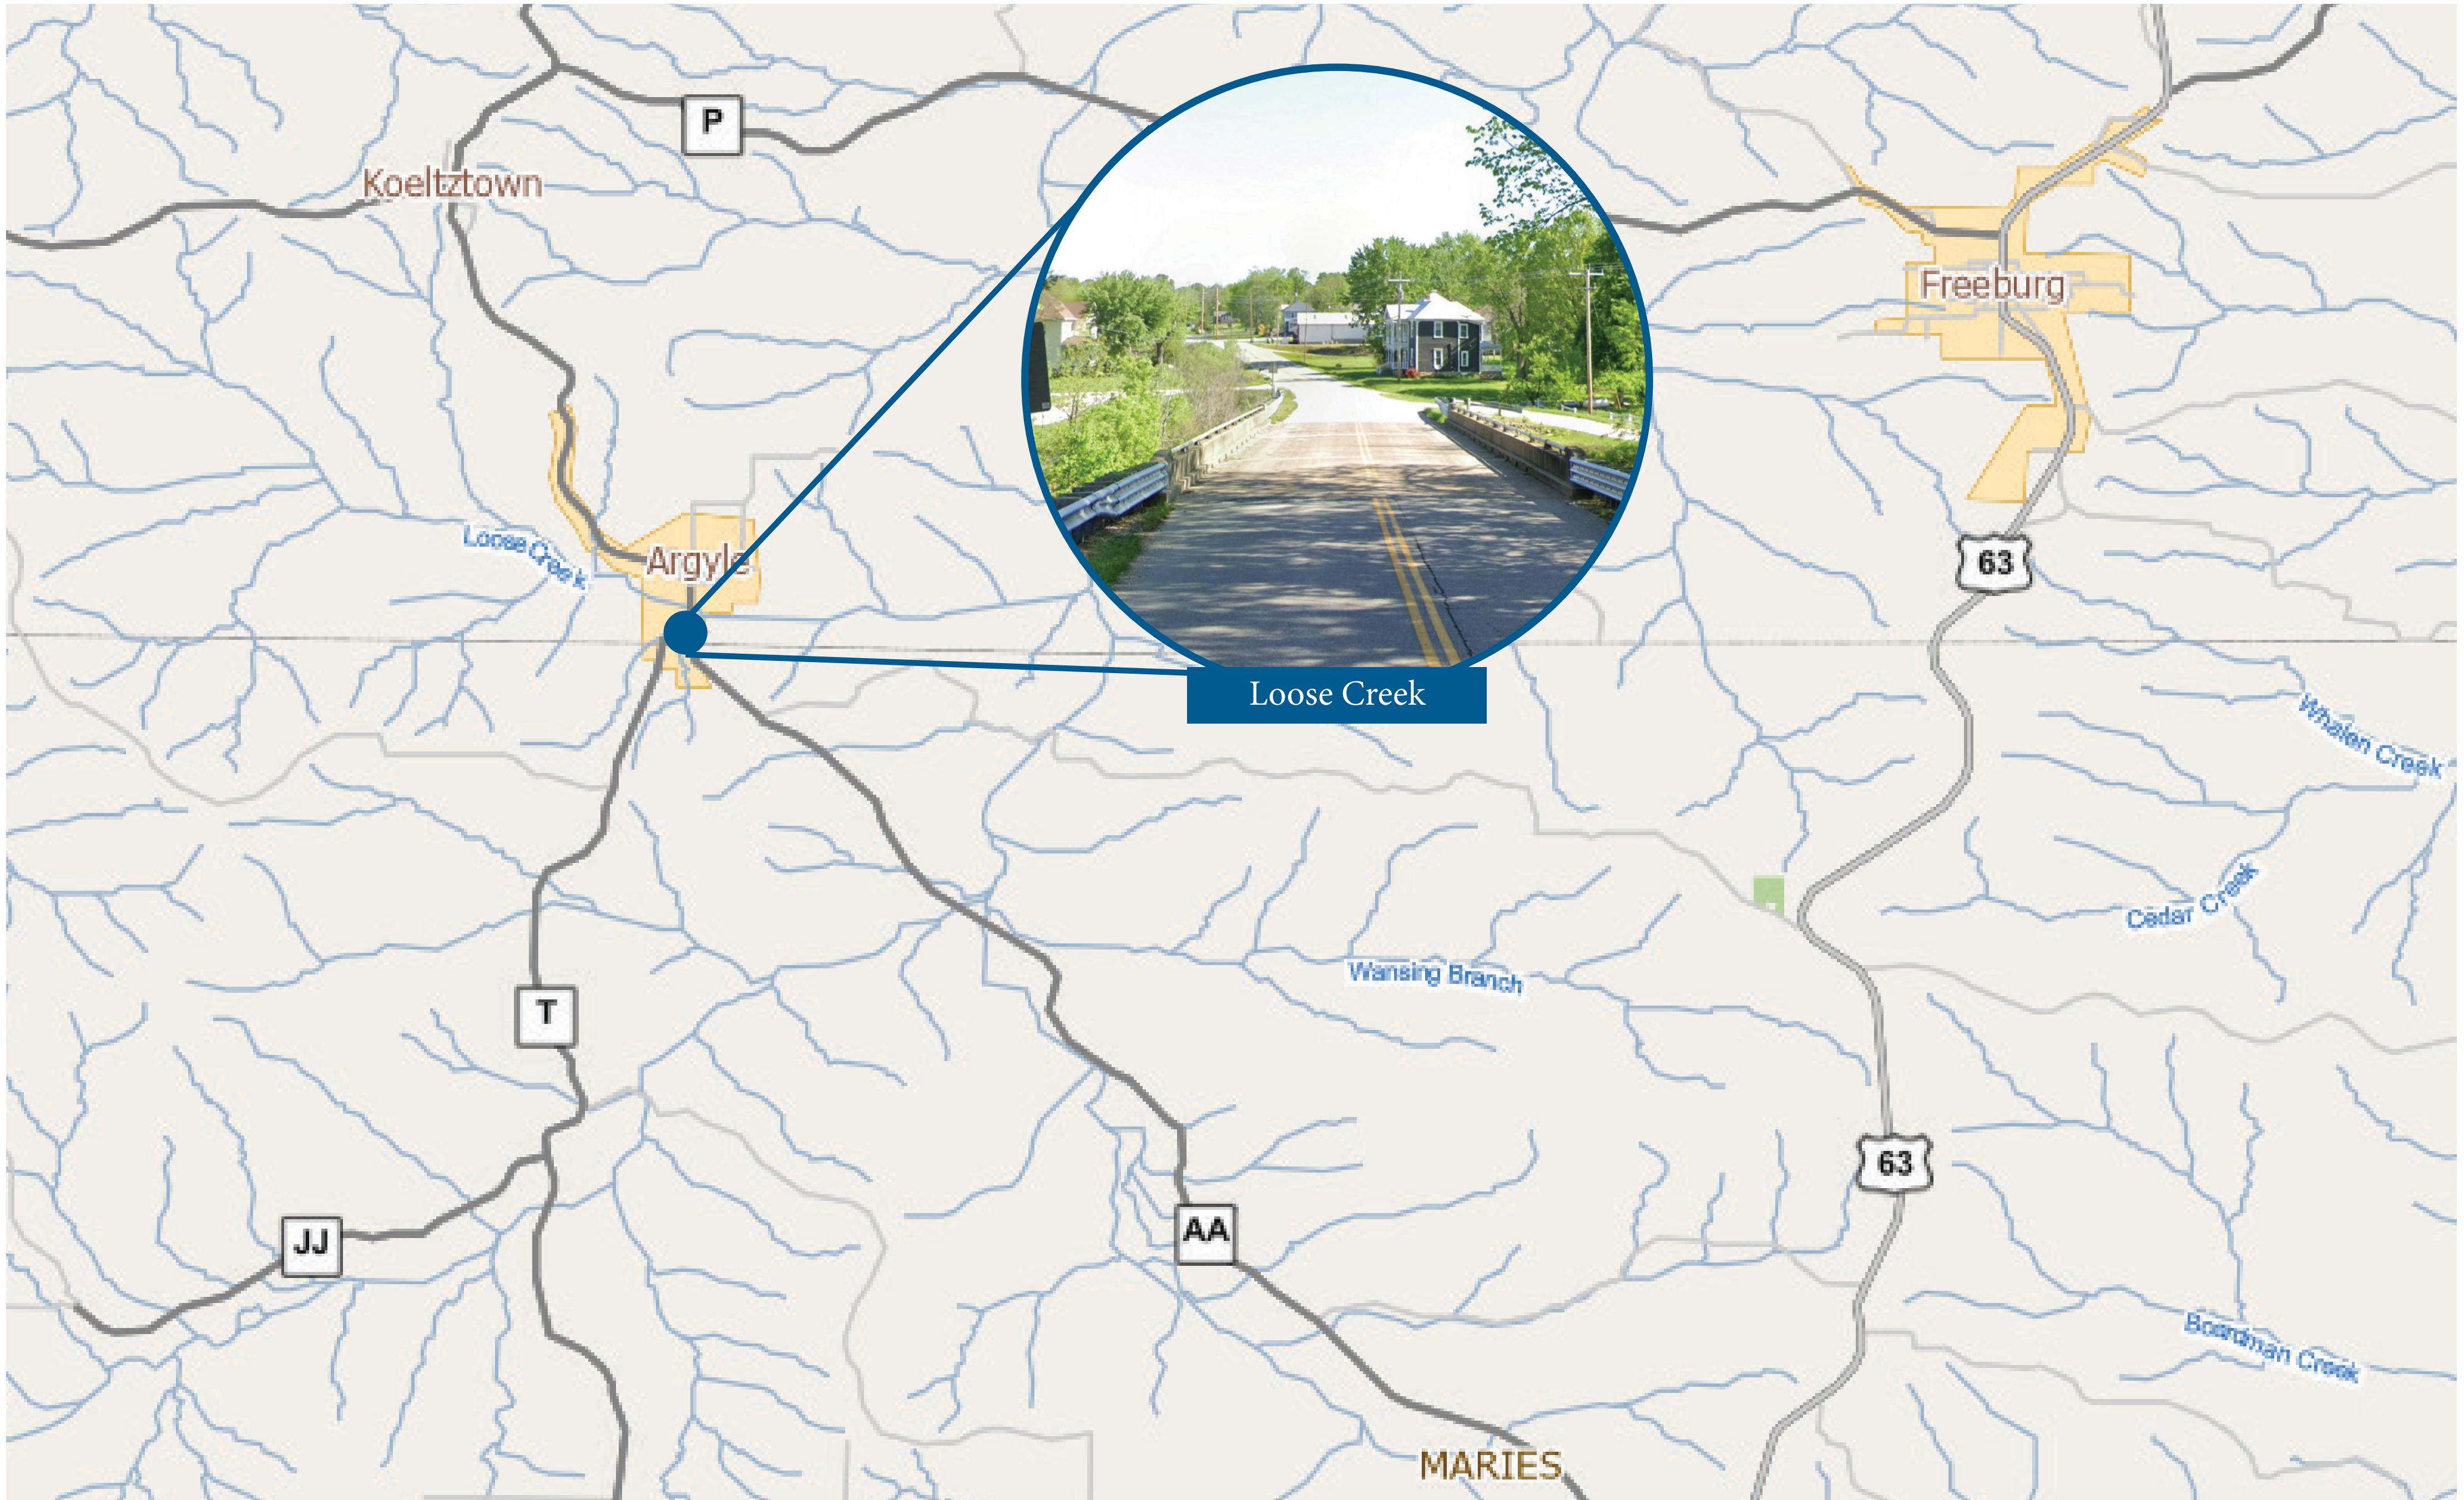 P
Koeltztown
Freeburg
Loose Creek
Argyle
63
Loose Creek
Whalen Creek
Cedar Creek
Wansing Branch
T
63
JJ
AA
Boardman Creek
MARIES